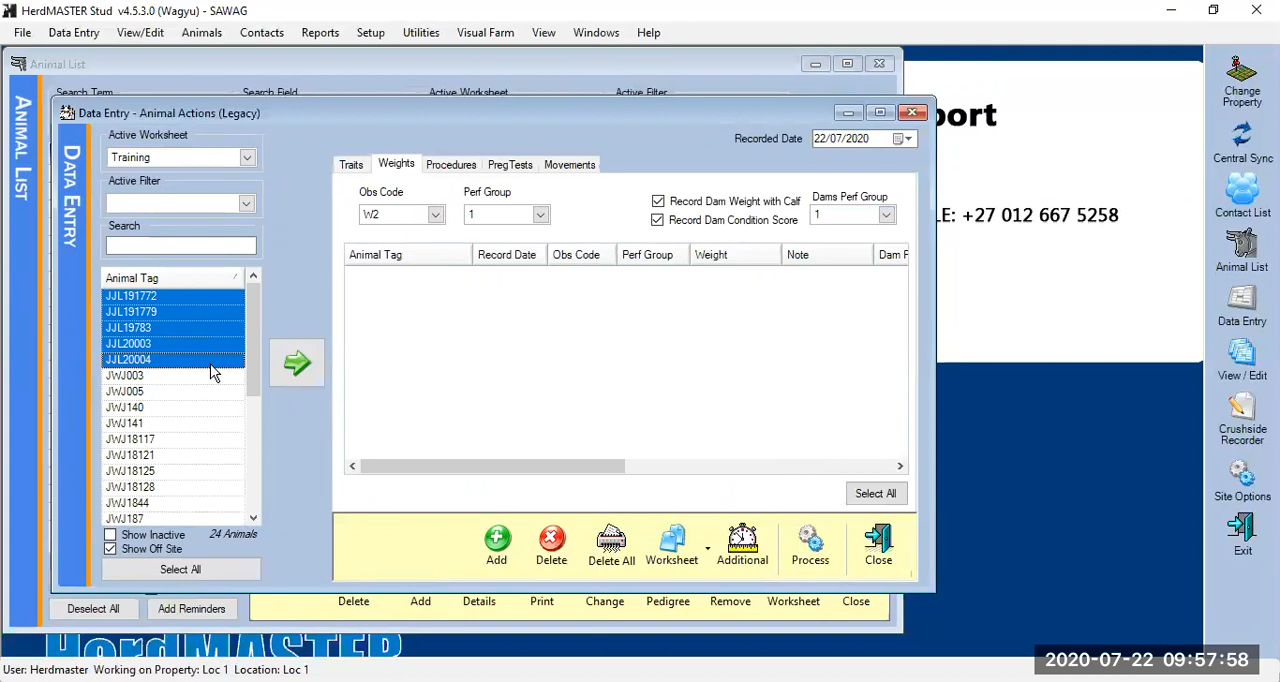 HerdMASTER Stud v4.5.3.0 (Wagyu) - SAWAG
File Data Entry View/Edit Animals Contacts Reports Setup Utilities Visual Farm View Windows Help
Animal List
Search Term Search Field Active Worksheet Active Filter
ANIMAL LIST
Data Entry - Animal Actions (Legacy)
DATA ENTRY
Active Worksheet
Training
Active Filter
Search
Animal Tag
JJL191772
JJL191779
JJL19783
JJL20003
JJL20004
JWJ003
JWJ005
JWJ140
JWJ141
JWJ18117
JWJ18121
JWJ18125
JWJ18128
JWJ1844
JWJ187
Show Inactive 24 Animals
Show Off Site
Select All
Recorded Date 22/07/2020
Traits Weights Procedures PregTests Movements
Obs Code Perf Group
W2 1
Record Dam Weight with Calf
Record Dam Condition Score
Dams Perf Group
1
Animal Tag Record Date Obs Code Perf Group Weight Note Dam P
Select All
Add Delete Delete All Worksheet Additional Process Close
Deselect All Add Reminders
Delete Add Details Print Change Pedigree Remove Worksheet Close
port
LE: +27 012 667 5258
Change
Property
Central Sync
Contact List
Animal List
Data Entry
View / Edit
Crushside
Recorder
Site Options
Exit
HerdMASTER
User: Herdmaster Working on Property: Loc 1 Location: Loc 1
2020-07-22 09:57:58